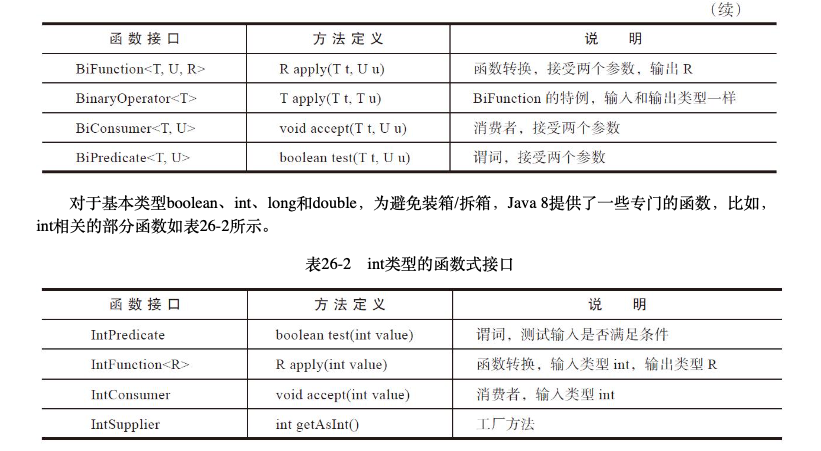 （续）
函数接口 方法定义 说 明
BiFunction<T, U, R> R apply(T t, U u) 函数转换，接受两个参数，输出 R
BinaryOperator<T> T apply(T t, T u) BiFunction 的特例，输入和输出类型一样
BiConsumer<T, U> void accept(T t, U u) 消费者，接受两个参数
BiPredicate<T, U> boolean test(T t, U u) 谓词，接受两个参数
对于基本类型boolean、int、long和double，为避免装箱/拆箱，Java 8提供了一些专门的函数，比如，
int相关的部分函数如表26-2所示。
表26-2 int类型的函数式接口
函数接口 方法定义 说 明
IntPredicate boolean test(int value) 谓词，测试输入是否满足条件
IntFunction<R> R apply(int value) 函数转换，输入类型 int，输出类型 R
IntConsumer void accept(int value) 消费者，输入类型 int
IntSupplier int getAsInt() 工厂方法